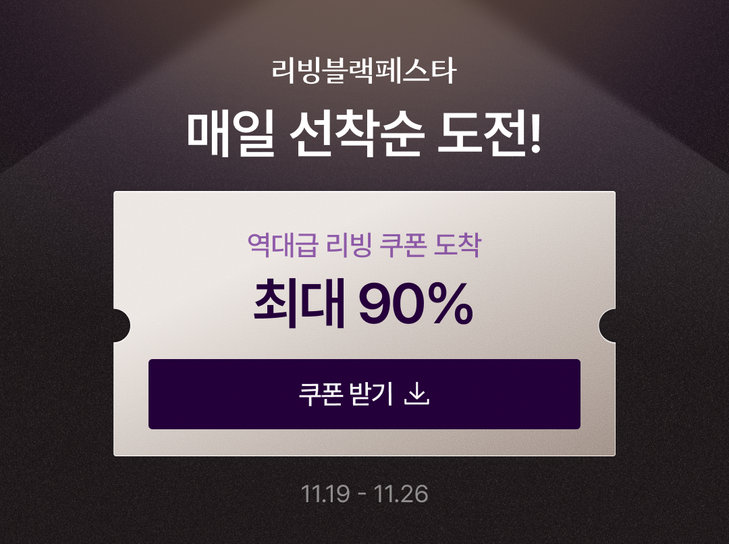 리빙블랙페스타
매일 선착순 도전!
역대급 리빙 쿠폰 도착
최대 90%
쿠폰 받기
11.19 - 11.26